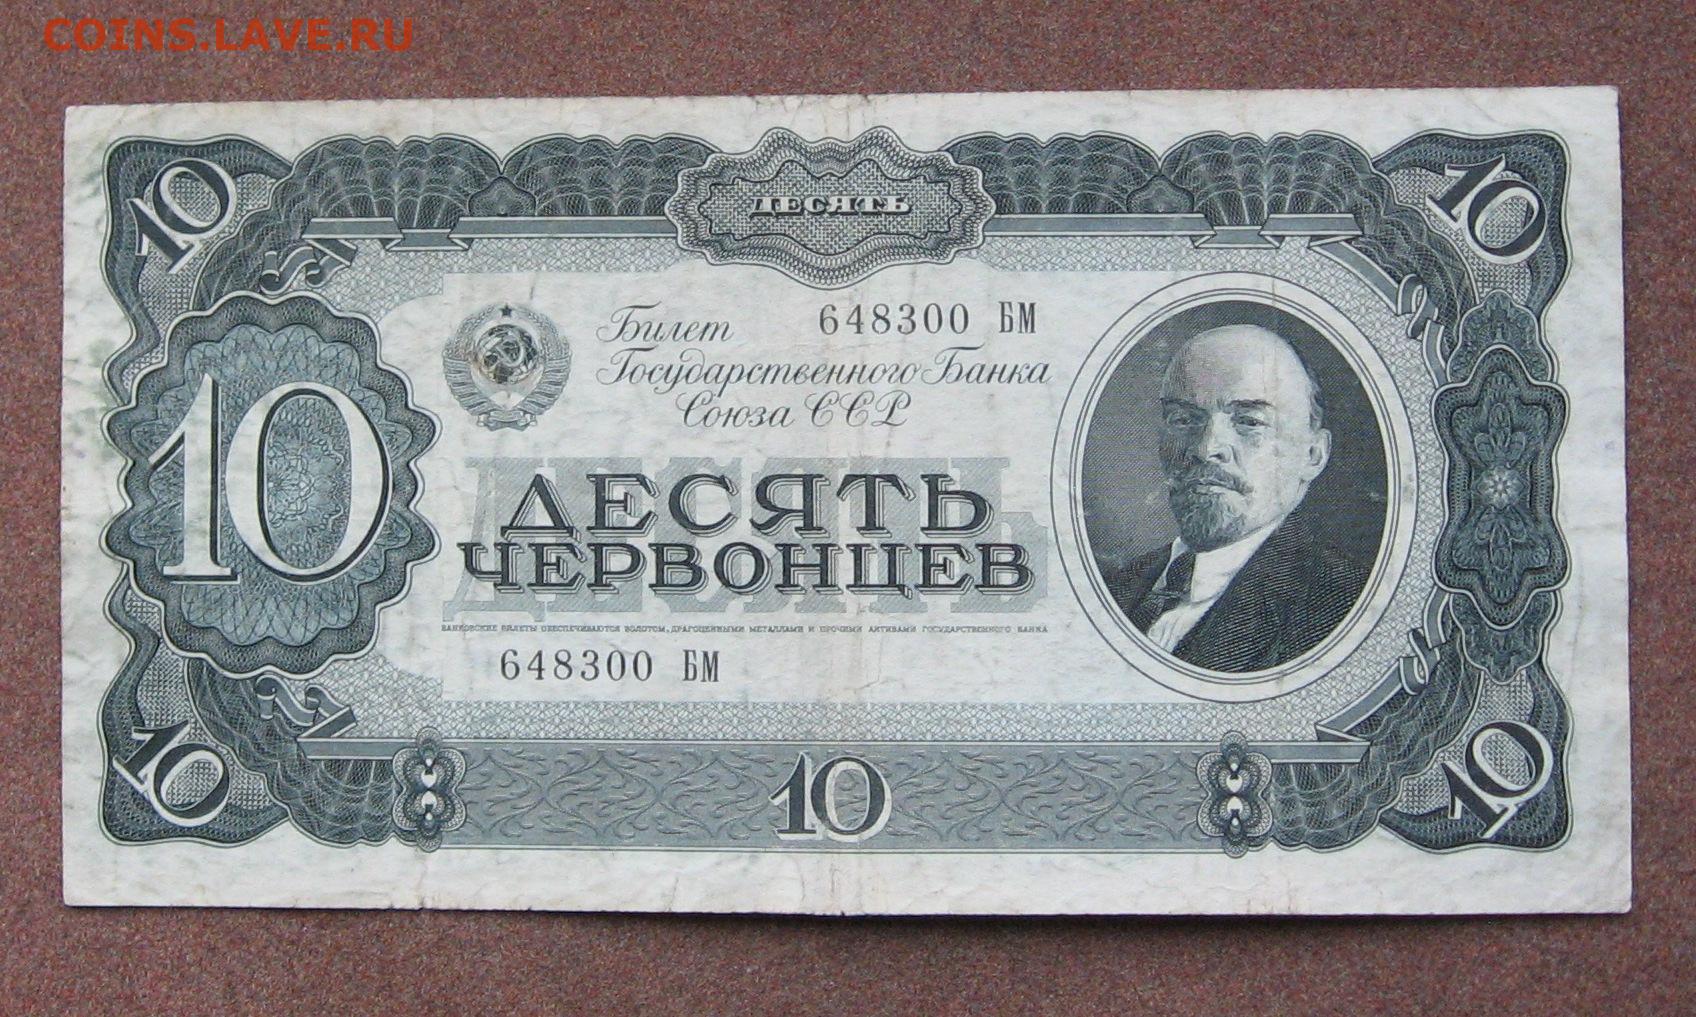 COINS.LAVE.RU
10 ДЕСЯТЬ 10
Билет 648300 БМ
Государственного Банка
Союза ССР
10
ДЕСЯТЬ
ДЕСЯТЬ
ЧЕРВОНЦЕВ
БАНКОВСКИЕ БИЛЕТЫ ОБЕСПЕЧИВАЮТСЯ ЗОЛОТОМ, ДРАГОЦЕННЫМИ МЕТАЛЛАМИ И ПРОЧИМИ АКТИВАМИ ГОСУДАРСТВЕННОГО БАНКА
648300 БМ
10 10 10